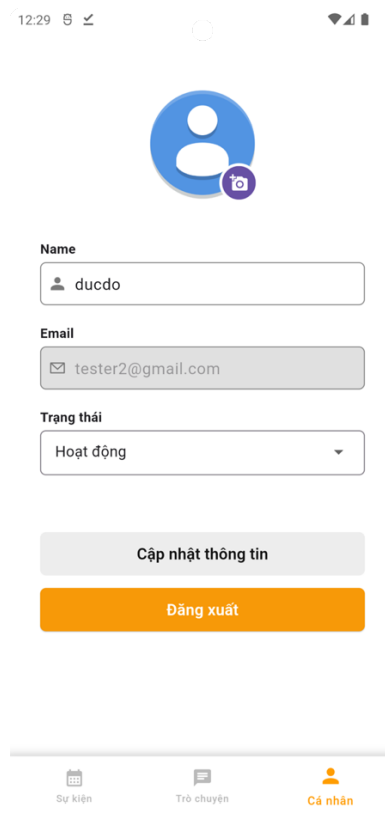 12:29
Name
ducdo
Email
tester2@gmail.com
Trạng thái
Hoạt động
Cập nhật thông tin
Đăng xuất
Sự kiện
Trò chuyện
Cá nhân